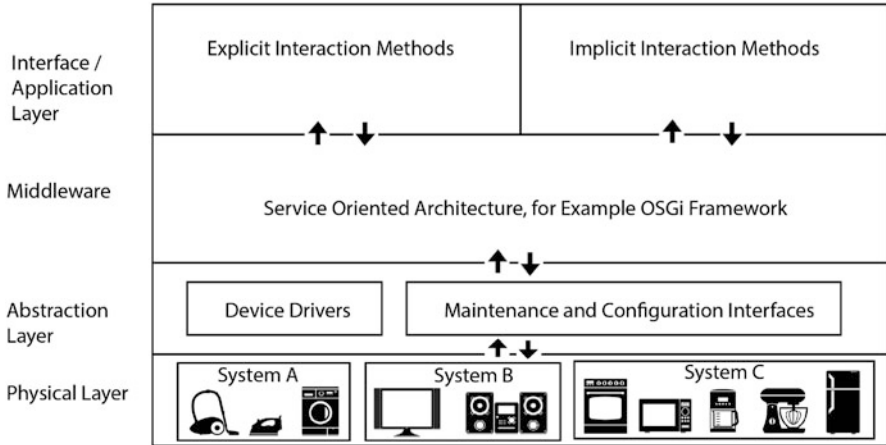 Interface /
Application
Layer
Explicit Interaction Methods
Implicit Interaction Methods
Middleware
Service Oriented Architecture, for Example OSGi Framework
Abstraction
Layer
Device Drivers
Maintenance and Configuration Interfaces
Physical Layer
System A
System B
System C